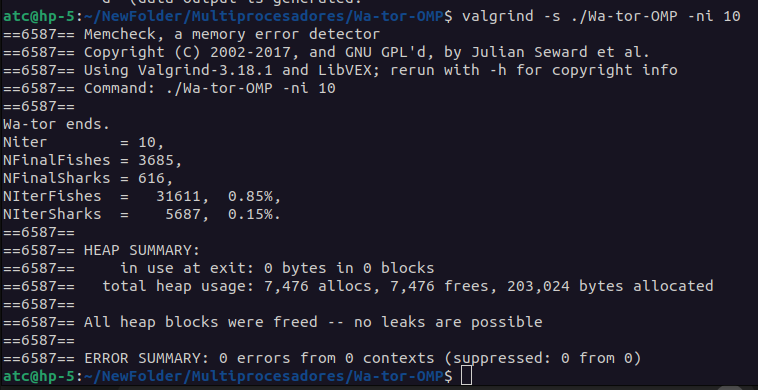 d  (data output is generated.
atc@hp-5:~/NewFolder/Multiprocesadores/Wa-tor-OMP$ valgrind -s ./Wa-tor-OMP -ni 10
==6587== Memcheck, a memory error detector
==6587== Copyright (C) 2002-2017, and GNU GPL'd, by Julian Seward et al.
==6587== Using Valgrind-3.18.1 and LibVEX; rerun with -h for copyright info
==6587== Command: ./Wa-tor-OMP -ni 10
==6587==
Wa-tor ends.
Niter        = 10,
NFinalFishes = 3685,
NFinalSharks = 616,
NIterFishes  =   31611,  0.85%,
NIterSharks  =    5687,  0.15%.
==6587==
==6587== HEAP SUMMARY:
==6587==     in use at exit: 0 bytes in 0 blocks
==6587==   total heap usage: 7,476 allocs, 7,476 frees, 203,024 bytes allocated
==6587==
==6587== All heap blocks were freed -- no leaks are possible
==6587==
==6587== ERROR SUMMARY: 0 errors from 0 contexts (suppressed: 0 from 0)
atc@hp-5:~/NewFolder/Multiprocesadores/Wa-tor-OMP$